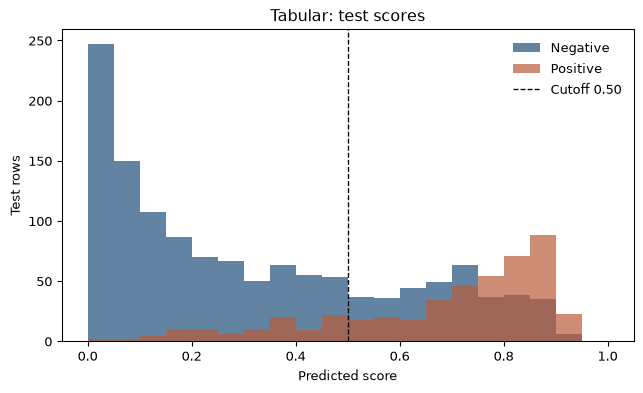 Tabular: test scores
Negative
Positive
Cutoff 0.50
Test rows
250
200
150
100
50
0
0.0 0.2 0.4 0.6 0.8 1.0
Predicted score